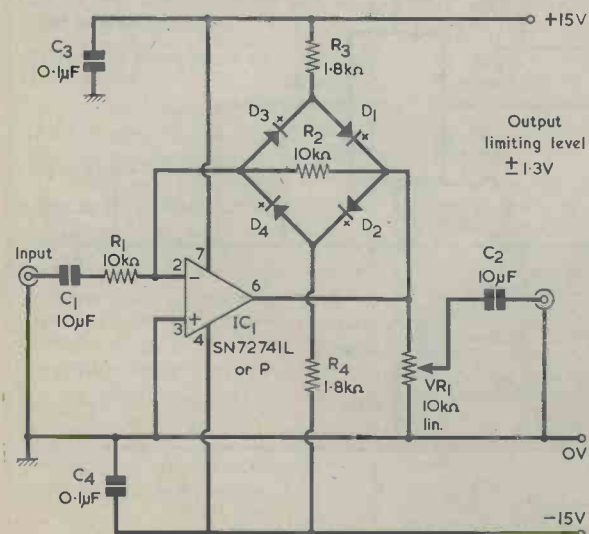 +15V
C3
0·1µF
R3
1·8kΩ
D3
D1
x
x
R2
10kΩ
Output
limiting level
± 1·3V
x
x
D4
D2
Input
R1
10kΩ
C1
10µF
7
2
-
6
+
3
4
IC1
SN72741L
or P
C2
10µF
R4
1·8kΩ
VR1
10kΩ
lin.
0V
C4
0·1µF
-15V